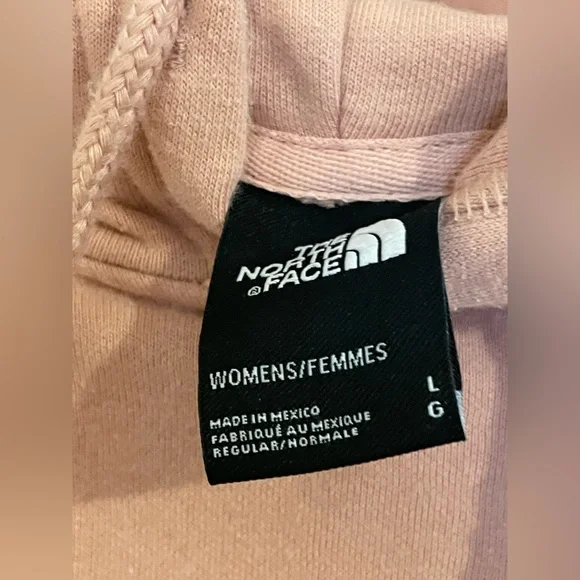 THE
NORTH
FACE
®
WOMENS/FEMMES
L
G
MADE IN MEXICO
FABRIQUÉ AU MEXIQUE
REGULAR/NORMALE